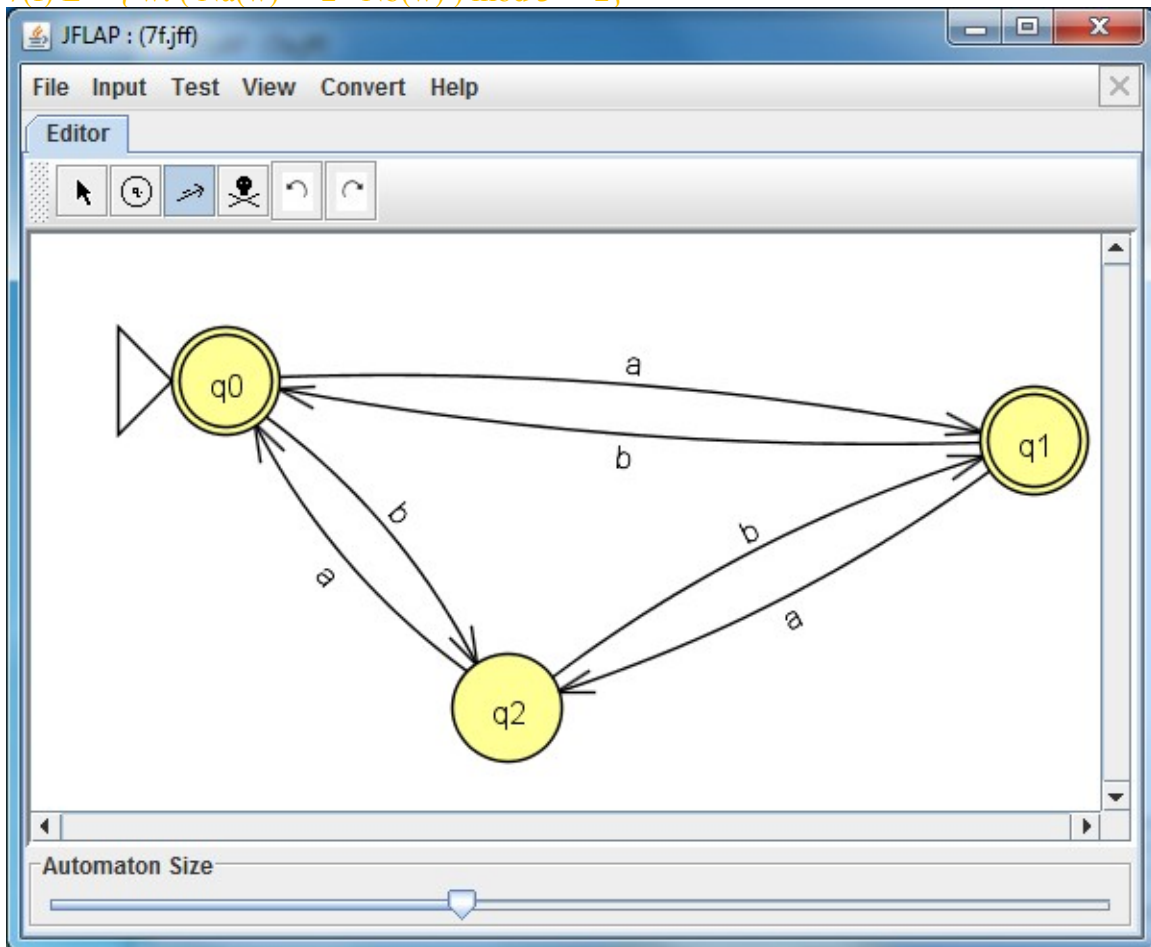 JFLAP : (7f.jff)
File Input Test View Convert Help
Editor
q
a
q0
q1
b
b
b
a
a
q2
Automaton Size